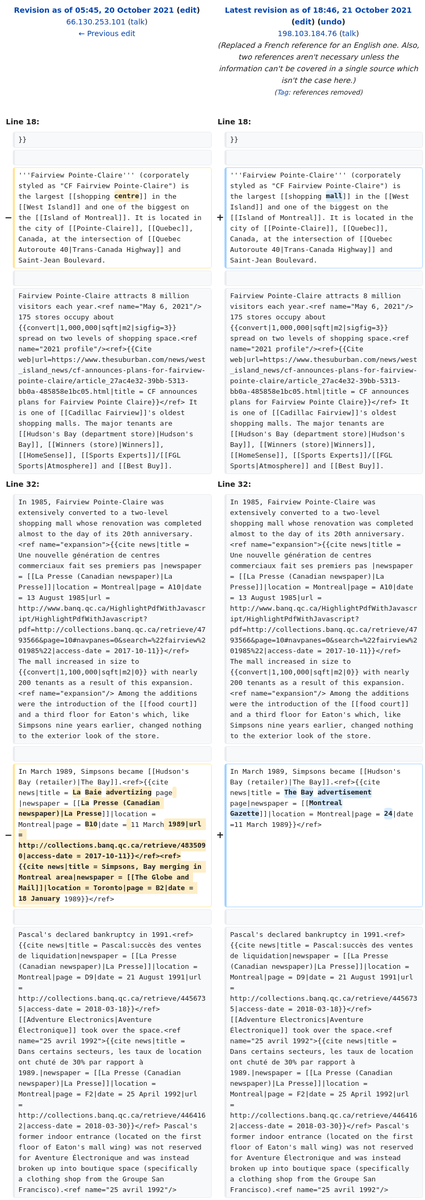 Revision as of 05:45, 20 October 2021 (edit)
66.130.253.101 (talk)
← Previous edit
Latest revision as of 18:46, 21 October 2021
(edit) (undo)
198.103.184.76 (talk)
(Replaced a French reference for an English one. Also,
two references aren't necessary unless the
information can't be covered in a single source which
isn't the case here.)
(Tag: references removed)
Line 18:
Line 18:
}}
}}
−
'''Fairview Pointe-Claire''' (corporately
styled as "CF Fairview Pointe-Claire") is
the largest [[shopping centre]] in the
[[West Island]] and one of the biggest on
the [[Island of Montreal]]. It is located in
the city of [[Pointe-Claire]], [[Quebec]],
Canada, at the intersection of [[Quebec
Autoroute 40|Trans-Canada Highway]] and
Saint-Jean Boulevard.
+
'''Fairview Pointe-Claire''' (corporately
styled as "CF Fairview Pointe-Claire") is
the largest [[shopping mall]] in the [[West
Island]] and one of the biggest on the
[[Island of Montreal]]. It is located in the
city of [[Pointe-Claire]], [[Quebec]],
Canada, at the intersection of [[Quebec
Autoroute 40|Trans-Canada Highway]] and
Saint-Jean Boulevard.
Fairview Pointe-Claire attracts 8 million
visitors each year.<ref name="May 6, 2021"/>
175 stores occupy about
{{convert|1,000,000|sqft|m2|sigfig=3}}
spread on two levels of shopping space.<ref
name="2021 profile"/><ref>{{Cite
web|url=https://www.thesuburban.com/news/west
_island_news/cf-announces-plans-for-fairview-
pointe-claire/article_27ac4e32-39bb-5313-
bb0a-485858e1bc05.html|title = CF announces
plans for Fairview Pointe Claire}}</ref> It
is one of [[Cadillac Fairview]]'s oldest
shopping malls. The major tenants are
[[Hudson's Bay (department store)|Hudson's
Bay]], [[Winners (store)|Winners]],
[[HomeSense]], [[Sports Experts]]/[[FGL
Sports|Atmosphere]] and [[Best Buy]].
Fairview Pointe-Claire attracts 8 million
visitors each year.<ref name="May 6, 2021"/>
175 stores occupy about
{{convert|1,000,000|sqft|m2|sigfig=3}}
spread on two levels of shopping space.<ref
name="2021 profile"/><ref>{{Cite
web|url=https://www.thesuburban.com/news/west
_island_news/cf-announces-plans-for-fairview-
pointe-claire/article_27ac4e32-39bb-5313-
bb0a-485858e1bc05.html|title = CF announces
plans for Fairview Pointe Claire}}</ref> It
is one of [[Cadillac Fairview]]'s oldest
shopping malls. The major tenants are
[[Hudson's Bay (department store)|Hudson's
Bay]], [[Winners (store)|Winners]],
[[HomeSense]], [[Sports Experts]]/[[FGL
Sports|Atmosphere]] and [[Best Buy]].
Line 32:
Line 32:
In 1985, Fairview Pointe-Claire was
extensively converted to a two-level
shopping mall whose renovation was completed
almost to the day of its 20th anniversary.
<ref name="expansion">{{cite news|title =
Une nouvelle génération de centres
commerciaux fait ses premiers pas |newspaper
= [[La Presse (Canadian newspaper)|La
Presse]]|location = Montreal|page = A10|date
= 13 August 1985|url =
http://www.banq.qc.ca/HighlightPdfWithJavascr
ipt/HighlightPdfWithJavascript?
pdf=http://collections.banq.qc.ca/retrieve/47
93566&page=10#navpanes=0&search=%22fairview%2
01985%22|access-date = 2017-10-11}}</ref>
The mall increased in size to
{{convert|1,100,000|sqft|m2|0}} with nearly
200 tenants as a result of this expansion.
<ref name="expansion"/> Among the additions
were the introduction of the [[food court]]
and a third floor for Eaton's which, like
Simpsons nine years earlier, changed nothing
to the exterior look of the store.
In 1985, Fairview Pointe-Claire was
extensively converted to a two-level
shopping mall whose renovation was completed
almost to the day of its 20th anniversary.
<ref name="expansion">{{cite news|title =
Une nouvelle génération de centres
commerciaux fait ses premiers pas |newspaper
= [[La Presse (Canadian newspaper)|La
Presse]]|location = Montreal|page = A10|date
= 13 August 1985|url =
http://www.banq.qc.ca/HighlightPdfWithJavascr
ipt/HighlightPdfWithJavascript?
pdf=http://collections.banq.qc.ca/retrieve/47
93566&page=10#navpanes=0&search=%22fairview%2
01985%22|access-date = 2017-10-11}}</ref>
The mall increased in size to
{{convert|1,100,000|sqft|m2|0}} with nearly
200 tenants as a result of this expansion.
<ref name="expansion"/> Among the additions
were the introduction of the [[food court]]
and a third floor for Eaton's which, like
Simpsons nine years earlier, changed nothing
to the exterior look of the store.
−
In March 1989, Simpsons became [[Hudson's
Bay (retailer)|The Bay]].<ref>{{cite
news|title = La Baie advertizing page
|newspaper = [[La Presse (Canadian
newspaper)|La Presse]]|location =
Montreal|page = B10|date = 11 March 1989|url
=
http://collections.banq.qc.ca/retrieve/483509
0|access-date = 2017-10-11}}</ref><ref>
{{cite news|title = Simpsons, Bay merging in
Montreal area|newspaper = [[The Globe and
Mail]]|location = Toronto|page = B2|date =
18 January 1989}}</ref>
+
In March 1989, Simpsons became [[Hudson's
Bay (retailer)|The Bay]].<ref>{{cite
news|title = The Bay advertisement
page|newspaper = [[Montreal
Gazette]]|location = Montreal|page = 24|date
=11 March 1989}}</ref>
Pascal's declared bankruptcy in 1991.<ref>
{{cite news|title = Pascal:succès des ventes
de liquidation|newspaper = [[La Presse
(Canadian newspaper)|La Presse]]|location =
Montreal|page = D9|date = 21 August 1991|url
=
http://collections.banq.qc.ca/retrieve/445673
5|access-date = 2018-03-18}}</ref>
[[Adventure Electronics|Aventure
Électronique]] took over the space.<ref
name="25 avril 1992">{{cite news|title =
Dans certains secteurs, les taux de location
ont chuté de 30% par rapport à
1989.|newspaper = [[La Presse (Canadian
newspaper)|La Presse]]|location =
Montreal|page = F2|date = 25 April 1992|url
=
http://collections.banq.qc.ca/retrieve/446416
2|access-date = 2018-03-30}}</ref> Pascal's
former indoor entrance (located on the first
floor of Eaton's mall wing) was not reserved
for Aventure Électronique and was instead
broken up into boutique space (specifically
a clothing shop from the Groupe San
Francisco).<ref name="25 avril 1992"/>
Pascal's declared bankruptcy in 1991.<ref>
{{cite news|title = Pascal:succès des ventes
de liquidation|newspaper = [[La Presse
(Canadian newspaper)|La Presse]]|location =
Montreal|page = D9|date = 21 August 1991|url
=
http://collections.banq.qc.ca/retrieve/445673
5|access-date = 2018-03-18}}</ref>
[[Adventure Electronics|Aventure
Électronique]] took over the space.<ref
name="25 avril 1992">{{cite news|title =
Dans certains secteurs, les taux de location
ont chuté de 30% par rapport à
1989.|newspaper = [[La Presse (Canadian
newspaper)|La Presse]]|location =
Montreal|page = F2|date = 25 April 1992|url
=
http://collections.banq.qc.ca/retrieve/446416
2|access-date = 2018-03-30}}</ref> Pascal's
former indoor entrance (located on the first
floor of Eaton's mall wing) was not reserved
for Aventure Électronique and was instead
broken up into boutique space (specifically
a clothing shop from the Groupe San
Francisco).<ref name="25 avril 1992"/>